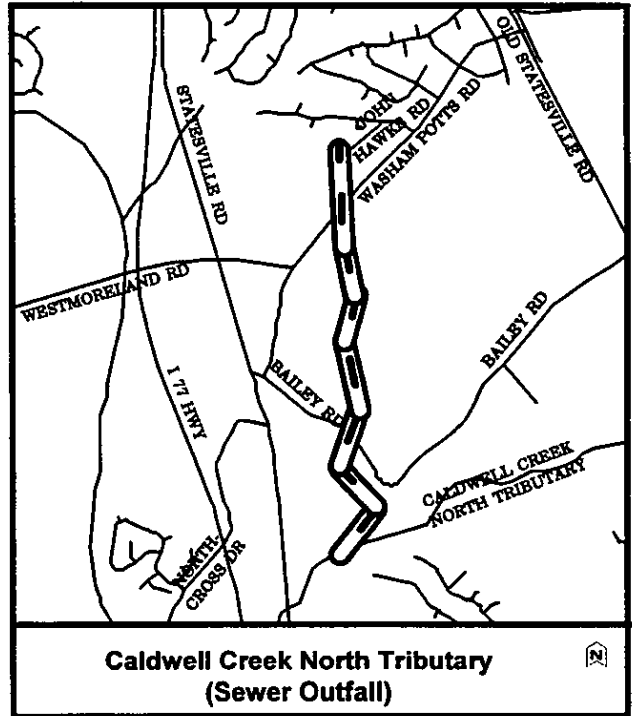 OLD STATESVILLE RD
STATESVILLE RD
JOHN
HAWKS RD
WASHAM POTTS RD
WESTMORELAND RD
BAILEY RD
I 77 HWY
BAILEY RD
CALDWELL CREEK
NORTH TRIBUTARY
NORTH-
CROSS DR
Caldwell Creek North Tributary
(Sewer Outfall)
N